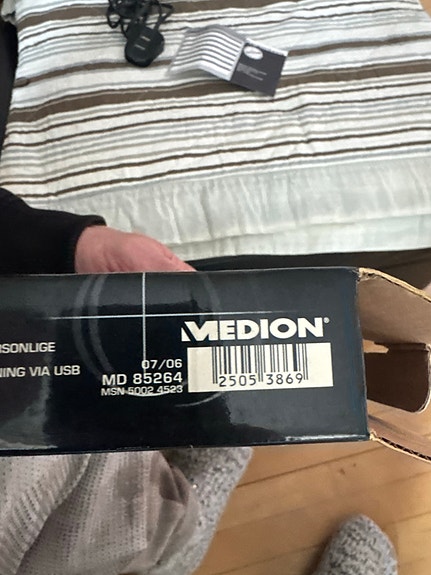 MEDION®
RSONLIGE
NING VIA USB
07/06
MD 85264
MSN 5002 4523
2505 3869